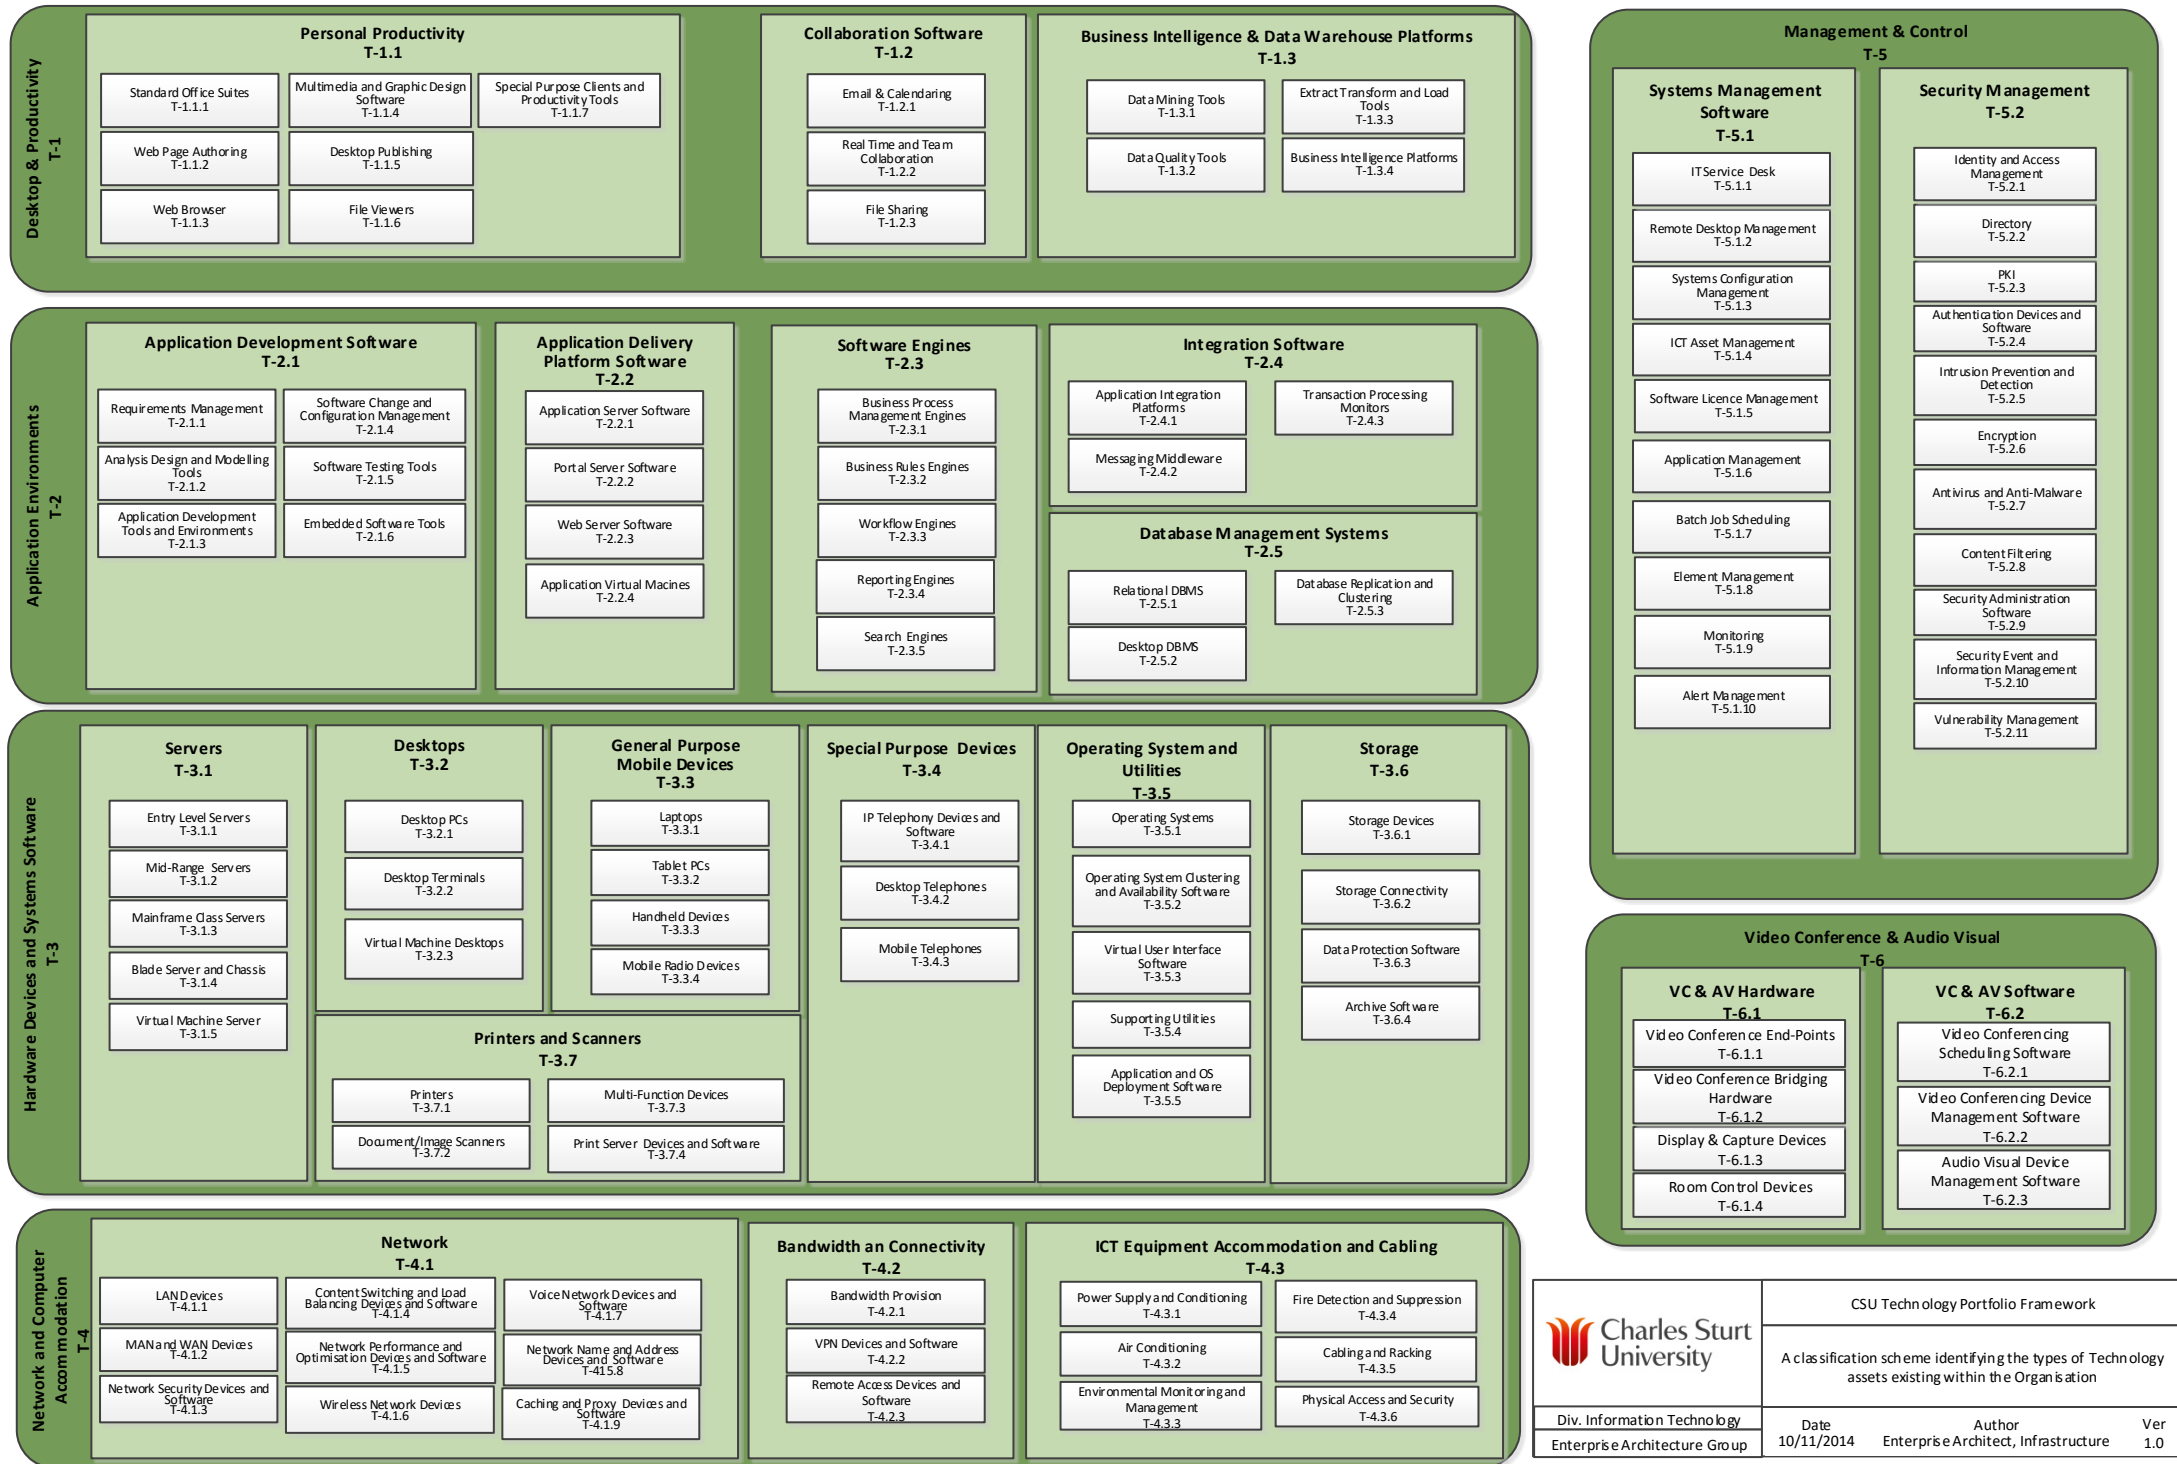 Desktop & Productivity
T-1
Personal Productivity
T-1.1
Standard Office Suites
T-1.1.1
Web Page Authoring
T-1.1.2
Web Browser
T-1.1.3
Multimedia and Graphic Design
Software
T-1.1.4
Desktop Publishing
T-1.1.5
File Viewers
T-1.1.6
Special Purpose Clients and
Productivity Tools
T-1.1.7
Collaboration Software
T-1.2
Email & Calendaring
T-1.2.1
Real Time and Team
Collaboration
T-1.2.2
File Sharing
T-1.2.3
Business Intelligence & Data Warehouse Platforms
T-1.3
Data Mining Tools
T-1.3.1
Data Quality Tools
T-1.3.2
Extract Transform and Load
Tools
T-1.3.3
Business Intelligence Platforms
T-1.3.4
Application Environments
T-2
Application Development Software
T-2.1
Requirements Management
T-2.1.1
Analysis Design and Modelling
Tools
T-2.1.2
Application Development
Tools and Environments
T-2.1.3
Software Change and
Configuration Management
T-2.1.4
Software Testing Tools
T-2.1.5
Embedded Software Tools
T-2.1.6
Application Delivery
Platform Software
T-2.2
Application Server Software
T-2.2.1
Portal Server Software
T-2.2.2
Web Server Software
T-2.2.3
Application Virtual Macines
T-2.2.4
Software Engines
T-2.3
Business Process
Management Engines
T-2.3.1
Business Rules Engines
T-2.3.2
Workflow Engines
T-2.3.3
Reporting Engines
T-2.3.4
Search Engines
T-2.3.5
Integration Software
T-2.4
Application Integration
Platforms
T-2.4.1
Messaging Middleware
T-2.4.2
Transaction Processing
Monitors
T-2.4.3
Database Management Systems
T-2.5
Relational DBMS
T-2.5.1
Desktop DBMS
T-2.5.2
Database Replication and
Clustering
T-2.5.3
Hardware Devices and Systems Software
T-3
Servers
T-3.1
Entry Level Servers
T-3.1.1
Mid-Range Servers
T-3.1.2
Mainframe Class Servers
T-3.1.3
Blade Server and Chassis
T-3.1.4
Virtual Machine Server
T-3.1.5
Desktops
T-3.2
Desktop PCs
T-3.2.1
Desktop Terminals
T-3.2.2
Virtual Machine Desktops
T-3.2.3
General Purpose
Mobile Devices
T-3.3
Laptops
T-3.3.1
Tablet PCs
T-3.3.2
Handheld Devices
T-3.3.3
Mobile Radio Devices
T-3.3.4
Printers and Scanners
T-3.7
Printers
T-3.7.1
Document/Image Scanners
T-3.7.2
Multi-Function Devices
T-3.7.3
Print Server Devices and Software
T-3.7.4
Special Purpose Devices
T-3.4
IP Telephony Devices and
Software
T-3.4.1
Desktop Telephones
T-3.4.2
Mobile Telephones
T-3.4.3
Operating System and
Utilities
T-3.5
Operating Systems
T-3.5.1
Operating System Clustering
and Availability Software
T-3.5.2
Virtual User Interface
Software
T-3.5.3
Supporting Utilities
T-3.5.4
Application and OS
Deployment Software
T-3.5.5
Storage
T-3.6
Storage Devices
T-3.6.1
Storage Connectivity
T-3.6.2
Data Protection Software
T-3.6.3
Archive Software
T-3.6.4
Network and Computer
Accommodation
T-4
Network
T-4.1
LAN Devices
T-4.1.1
MAN and WAN Devices
T-4.1.2
Network Security Devices and
Software
T-4.1.3
Content Switching and Load
Balancing Devices and Software
T-4.1.4
Network Performance and
Optimisation Devices and Software
T-4.1.5
Wireless Network Devices
T-4.1.6
Voice Network Devices and
Software
T-4.1.7
Network Name and Address
Devices and Software
T-415.8
Caching and Proxy Devices and
Software
T-4.1.9
Bandwidth an Connectivity
T-4.2
Bandwidth Provision
T-4.2.1
VPN Devices and Software
T-4.2.2
Remote Access Devices and
Software
T-4.2.3
ICT Equipment Accommodation and Cabling
T-4.3
Power Supply and Conditioning
T-4.3.1
Air Conditioning
T-4.3.2
Environmental Monitoring and
Management
T-4.3.3
Fire Detection and Suppression
T-4.3.4
Cabling and Racking
T-4.3.5
Physical Access and Security
T-4.3.6
Management & Control
T-5
Systems Management
Software
T-5.1
IT Service Desk
T-5.1.1
Remote Desktop Management
T-5.1.2
Systems Configuration
Management
T-5.1.3
ICT Asset Management
T-5.1.4
Software Licence Management
T-5.1.5
Application Management
T-5.1.6
Batch Job Scheduling
T-5.1.7
Element Management
T-5.1.8
Monitoring
T-5.1.9
Alert Management
T-5.1.10
Security Management
T-5.2
Identity and Access
Management
T-5.2.1
Directory
T-5.2.2
PKI
T-5.2.3
Authentication Devices and
Software
T-5.2.4
Intrusion Prevention and
Detection
T-5.2.5
Encryption
T-5.2.6
Antivirus and Anti-Malware
T-5.2.7
Content Filtering
T-5.2.8
Security Administration
Software
T-5.2.9
Security Event and
Information Management
T-5.2.10
Vulnerability Management
T-5.2.11
Video Conference & Audio Visual
T-6
VC & AV Hardware
T-6.1
Video Conference End-Points
T-6.1.1
Video Conference Bridging
Hardware
T-6.1.2
Display & Capture Devices
T-6.1.3
Room Control Devices
T-6.1.4
VC & AV Software
T-6.2
Video Conferencing
Scheduling Software
T-6.2.1
Video Conferencing Device
Management Software
T-6.2.2
Audio Visual Device
Management Software
T-6.2.3
Charles Sturt
University
Div. Information Technology
Enterprise Architecture Group
CSU Technology Portfolio Framework
A classification scheme identifying the types of Technology
assets existing within the Organisation
Date
10/11/2014
Author
Enterprise Architect, Infrastructure
Ver
1.0